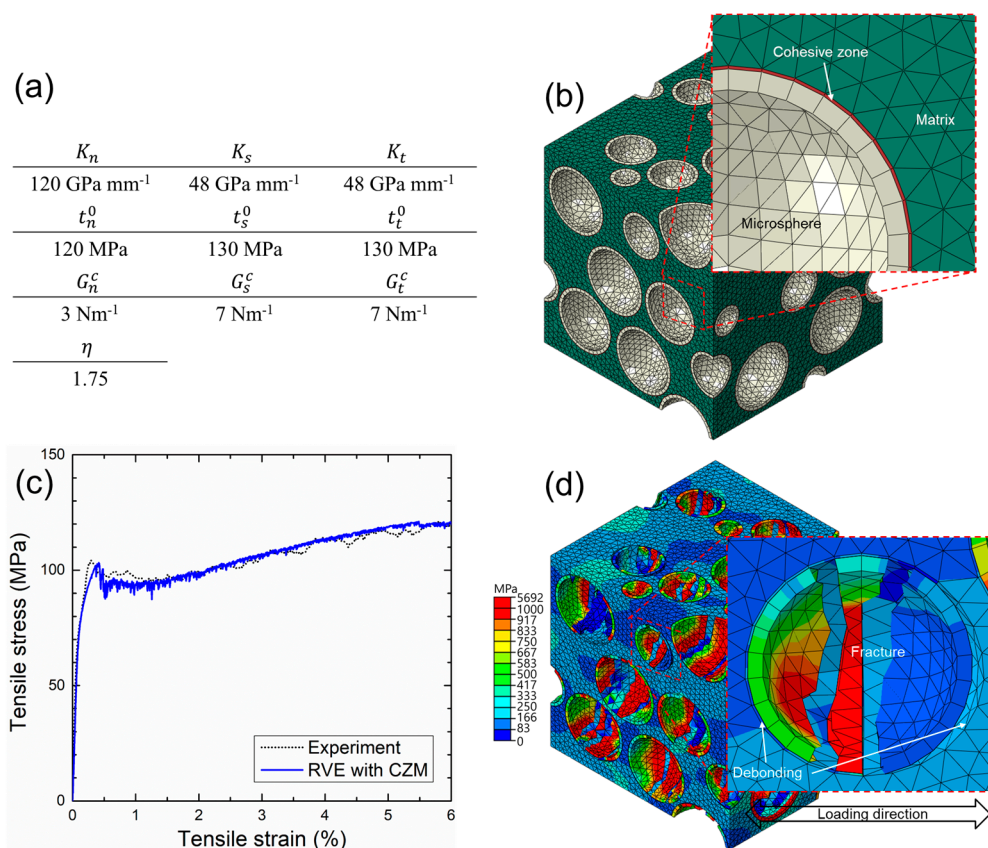 (a)
K_n K_s K_t
120 GPa mm⁻¹ 48 GPa mm⁻¹ 48 GPa mm⁻¹
t_n^0 t_s^0 t_t^0
120 MPa 130 MPa 130 MPa
G_n^c G_s^c G_t^c
3 Nm⁻¹ 7 Nm⁻¹ 7 Nm⁻¹
η
1.75
(b)
Cohesive zone
Matrix
Microsphere
(c)
Tensile stress (MPa)
150
100
50
0
Experiment
RVE with CZM
0 1 2 3 4 5 6
Tensile strain (%)
(d)
MPa
5692
1000
917
833
750
667
583
500
417
333
250
166
83
0
Fracture
Debonding
Loading direction